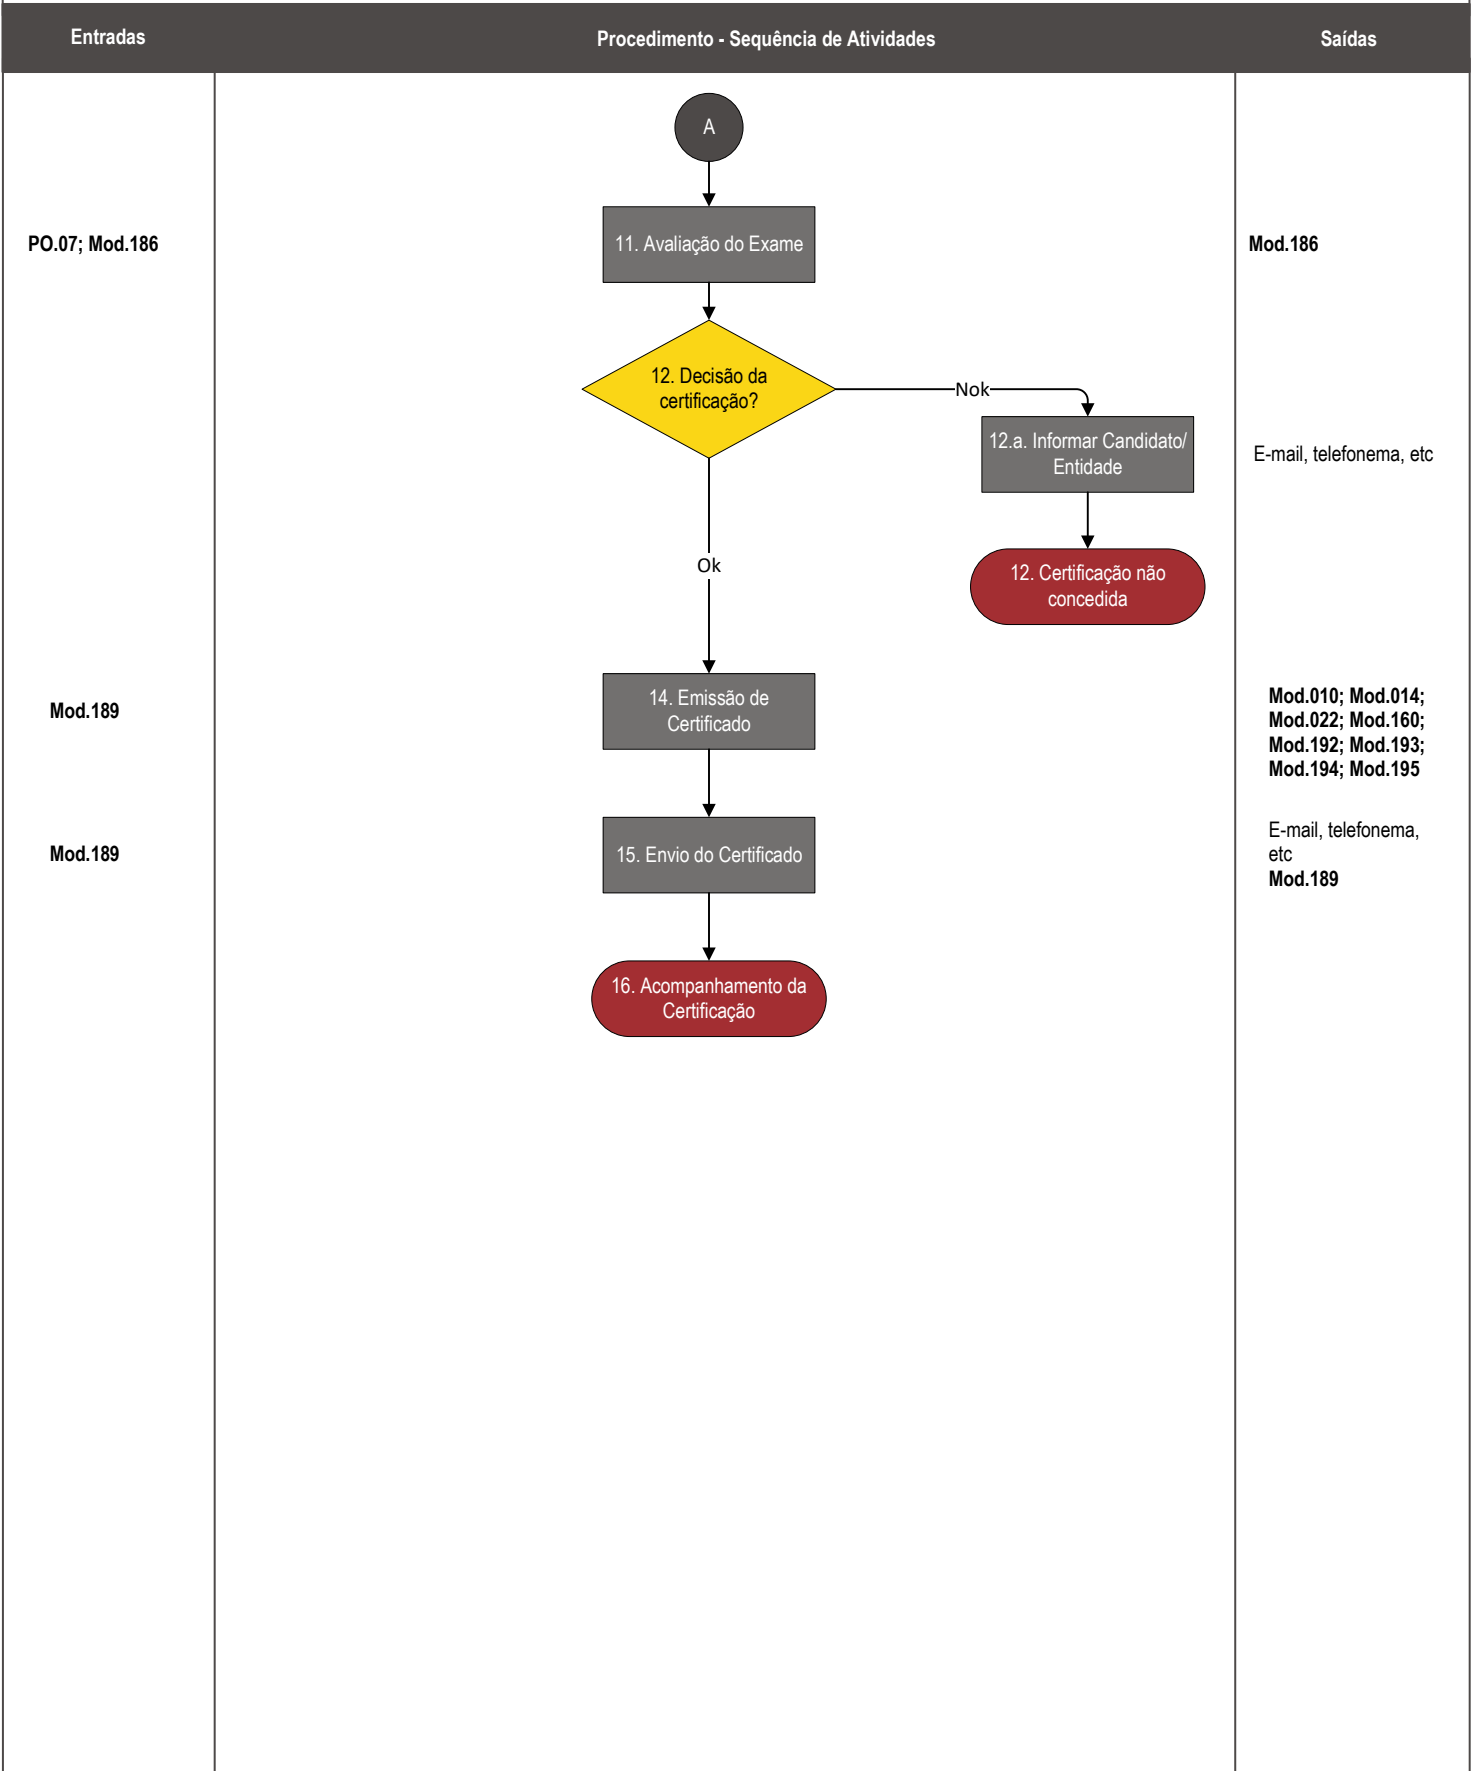 Entradas
Procedimento - Sequência de Atividades
Saídas
A
PO.07; Mod.186
11. Avaliação do Exame
Mod.186
12. Decisão da
certificação?
Nok
12.a. Informar Candidato/
Entidade
E-mail, telefonema, etc
Ok
12. Certificação não
concedida
Mod.189
14. Emissão de
Certificado
Mod.010; Mod.014;
Mod.022; Mod.160;
Mod.192; Mod.193;
Mod.194; Mod.195
Mod.189
15. Envio do Certificado
E-mail, telefonema,
etc
Mod.189
16. Acompanhamento da
Certificação